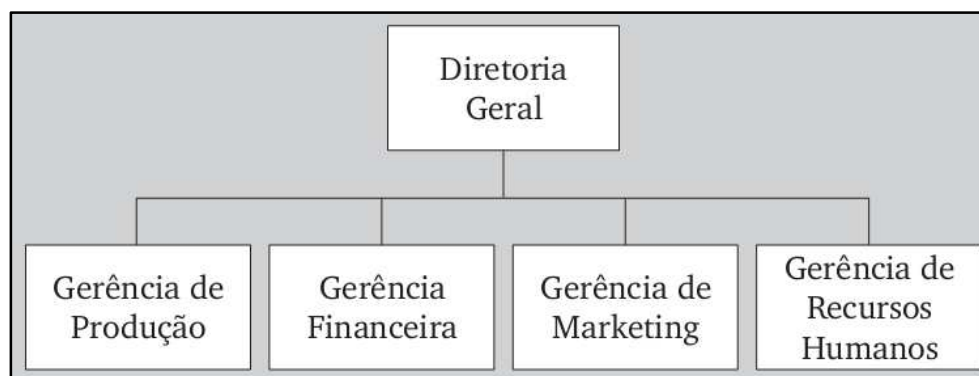 Diretoria
Geral
Gerência de
Produção
Gerência
Financeira
Gerência de
Marketing
Gerência de
Recursos
Humanos